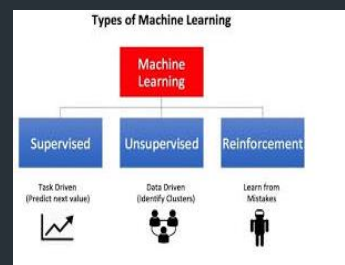 Types of Machine Learning
Machine
Learning
Supervised
Unsupervised
Reinforcement
Task Driven
(Predict next value)
Data Driven
(Identify Clusters)
Learn from
Mistakes